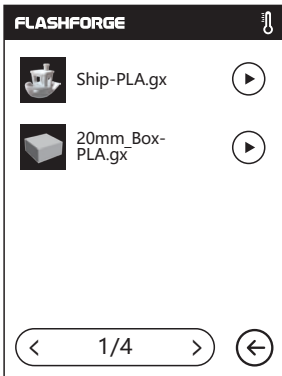 FLASHFORGE
Ship-PLA.gx
20mm_Box-
PLA.gx
1/4